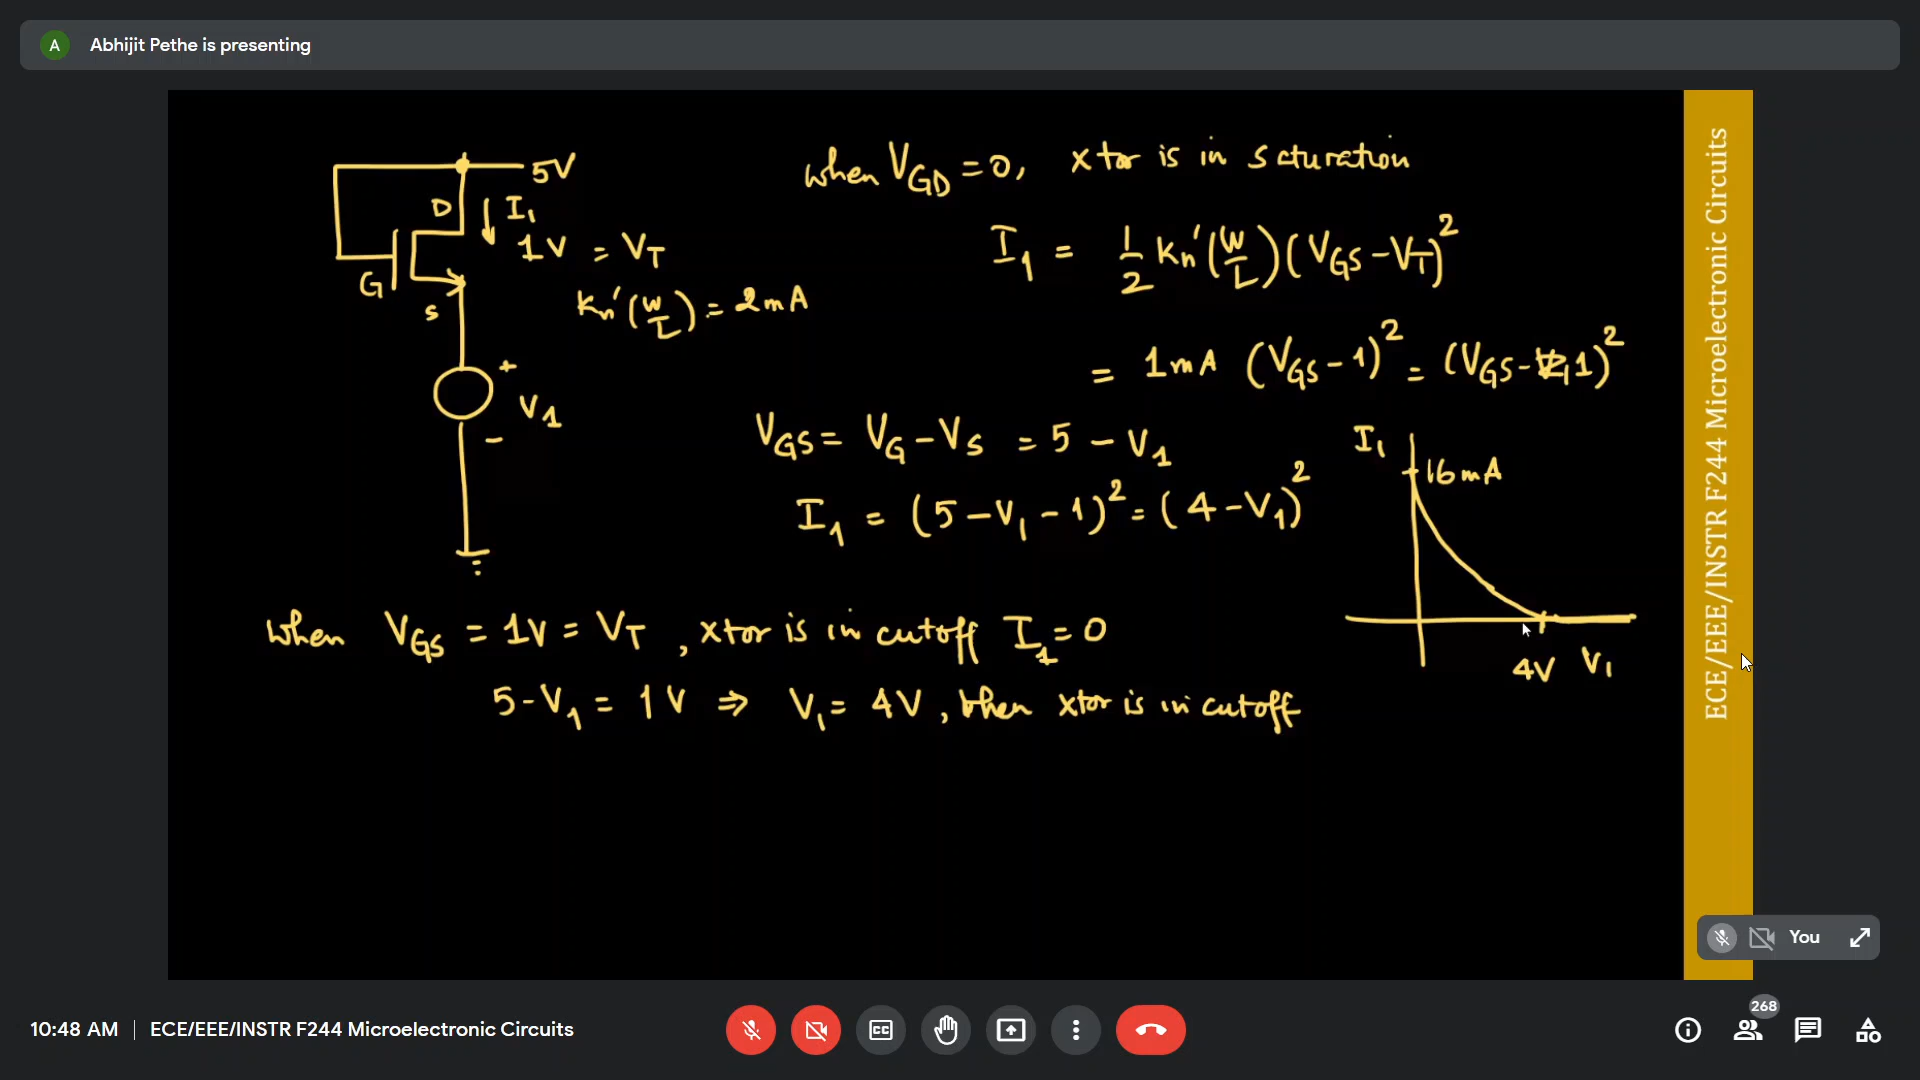 A Abhijit Pethe is presenting
5V
D I₁
1V = V_T
G
S
Kn'(W/L) = 2mA
+
V₁
-
when V_GD = 0, xtor is in saturation
I₁ = 1/2 Kn'(W/L)(V_GS - V_T)²
= 1mA (V_GS - 1)² = (V_GS - 1)²
V_GS = V_G - V_S = 5 - V₁
I₁ = (5 - V₁ - 1)² = (4 - V₁)²
I₁
16mA
4V V₁
when V_GS = 1V = V_T, xtor is in cutoff I₁ = 0
5 - V₁ = 1V ⇒ V₁ = 4V, then xtor is in cutoff
ECE/EEE/INSTR F244 Microelectronic Circuits
You
10:48 AM | ECE/EEE/INSTR F244 Microelectronic Circuits
CC
268